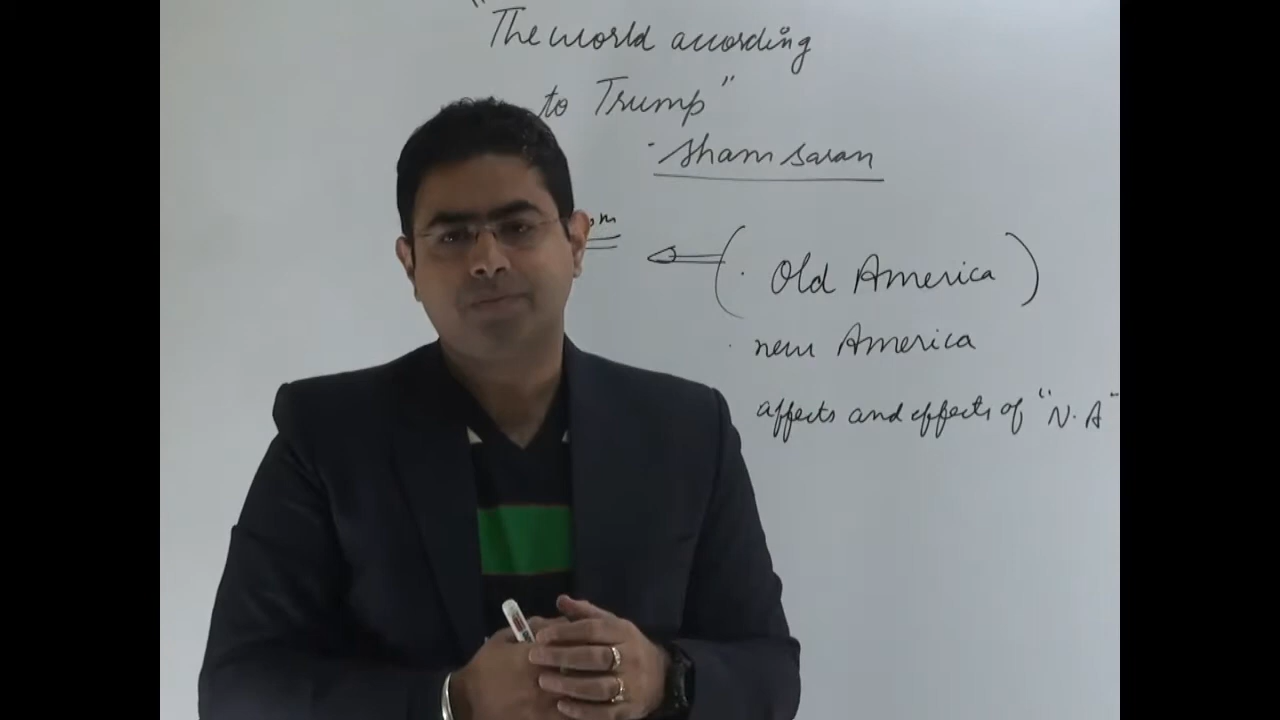 "The world according
to Trump"
· Sham Saran
( · Old America )
· new America
affects and effects of "N.A"